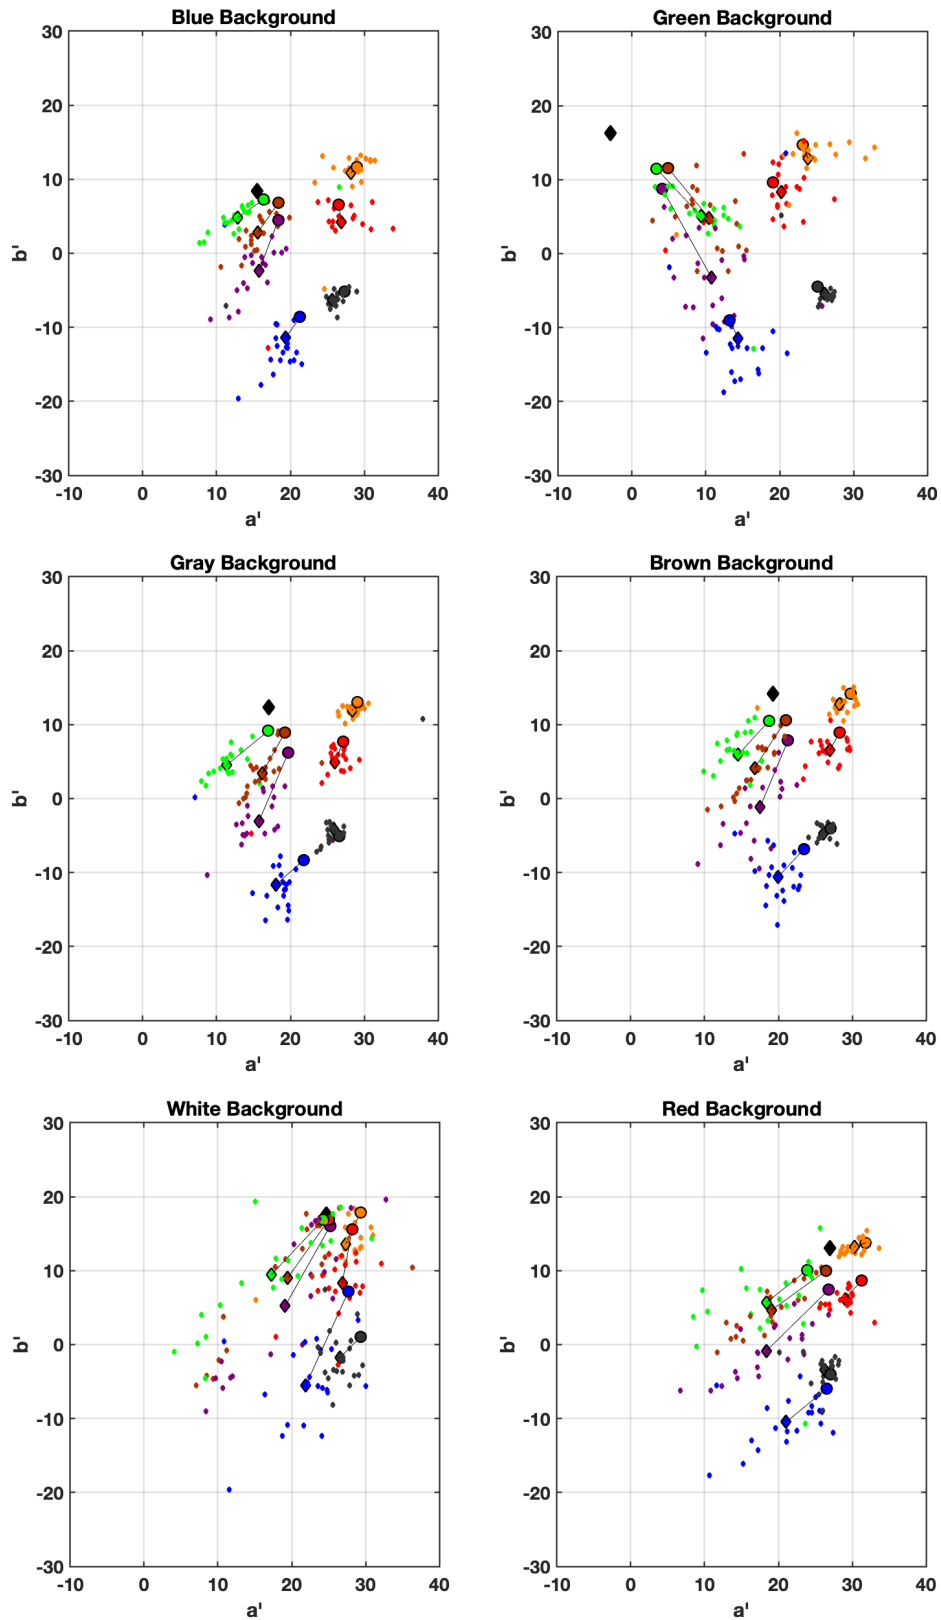 Blue Background
Green Background
30
20
10
0
-10
-20
-30
b'
-10 0 10 20 30 40
a'
30
20
10
0
-10
-20
-30
b'
-10 0 10 20 30 40
a'
Gray Background
Brown Background
30
20
10
0
-10
-20
-30
b'
-10 0 10 20 30 40
a'
30
20
10
0
-10
-20
-30
b'
-10 0 10 20 30 40
a'
White Background
Red Background
30
20
10
0
-10
-20
-30
b'
-10 0 10 20 30 40
a'
30
20
10
0
-10
-20
-30
b'
-10 0 10 20 30 40
a'